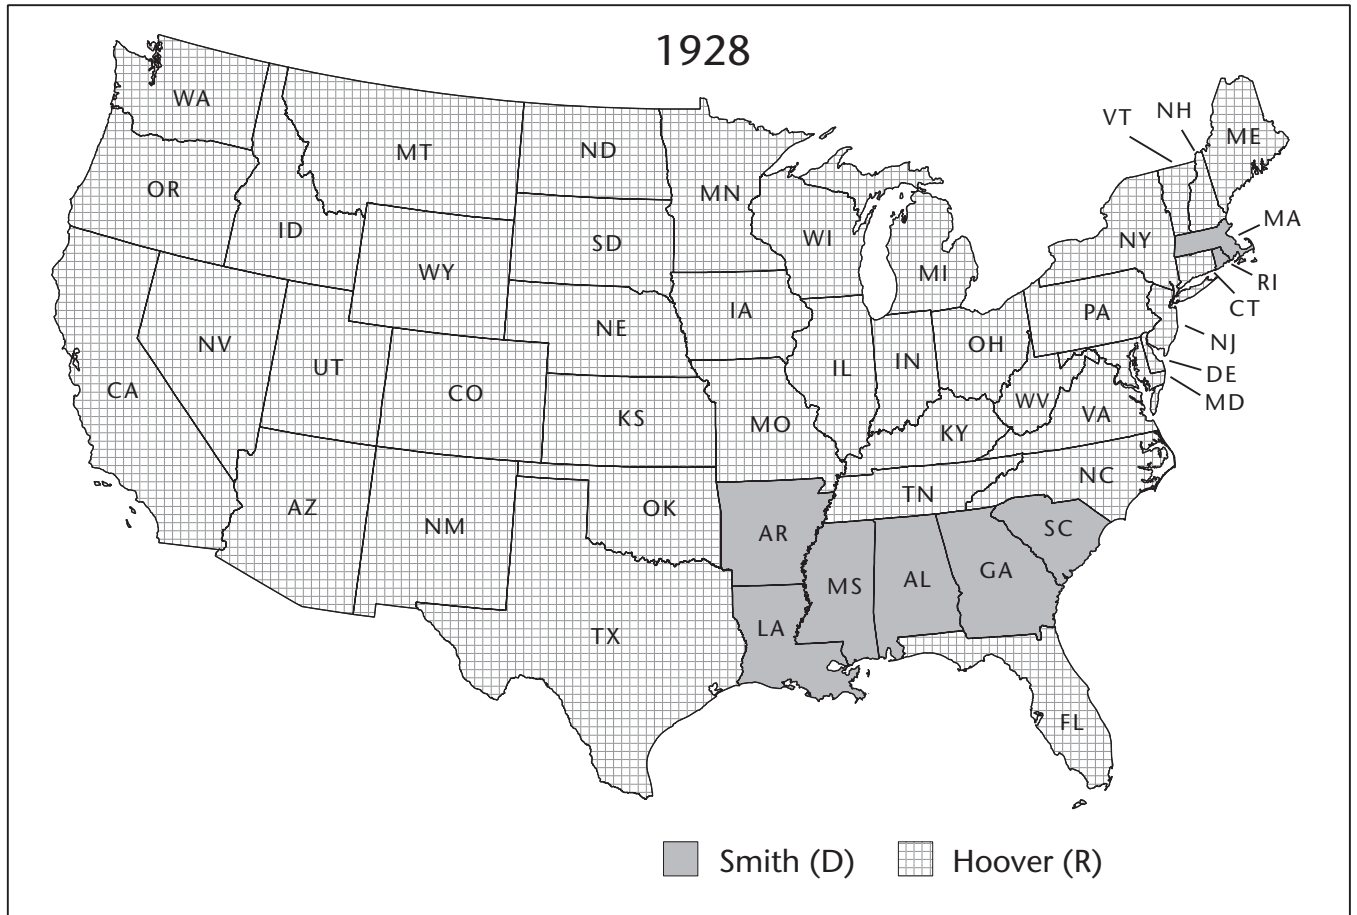 1928
WA
MT
ND
MN
VT
NH
ME
OR
ID
SD
WI
NY
MA
WY
MI
RI
IA
PA
CT
NE
NV
OH
NJ
UT
IL
IN
DE
CA
CO
KS
MO
WV
VA
MD
KY
NC
AZ
NM
OK
TN
AR
SC
MS
AL
GA
TX
LA
FL
Smith (D)
Hoover (R)